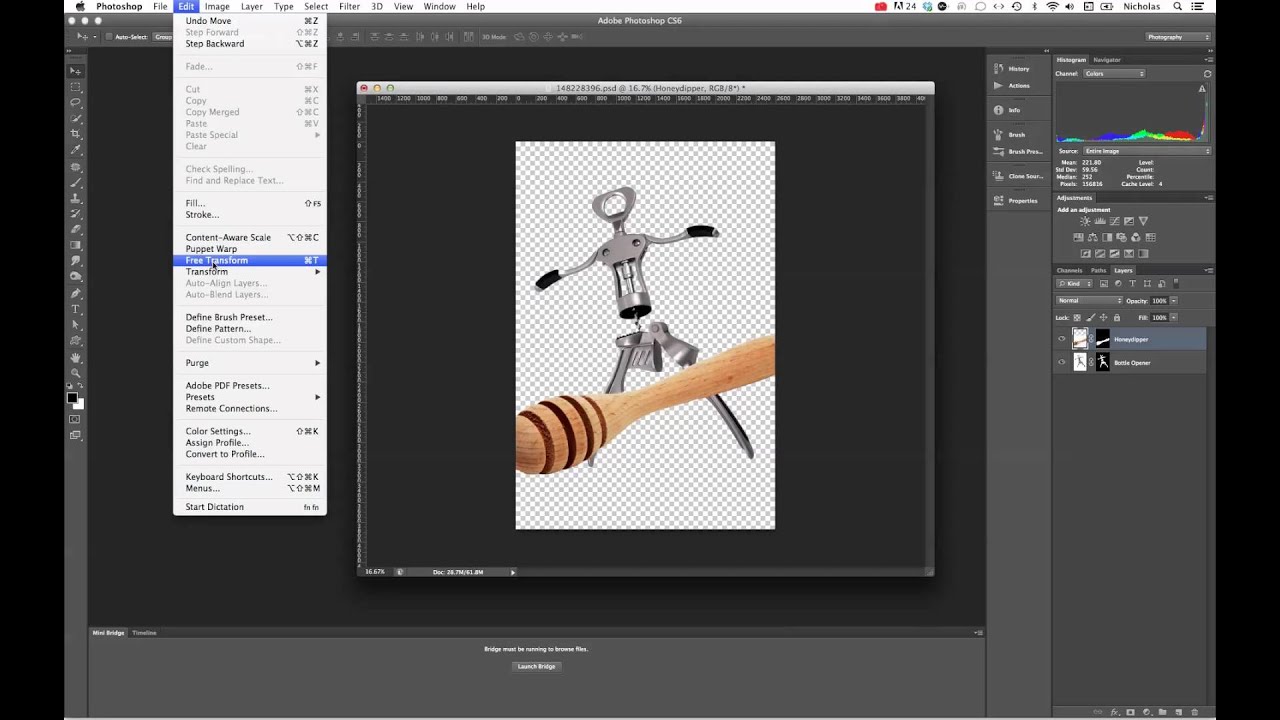 Photoshop File Edit Image Layer Type Select Filter 3D View Window Help 24 Nicholas
Adobe Photoshop CS6
Auto-Select: Group 3D Mode: Photography
Undo Move ⌘Z
Step Forward ⇧⌘Z
Step Backward ⌥⌘Z
Fade... ⇧⌘F
Cut ⌘X
Copy ⌘C
Copy Merged ⇧⌘C
Paste ⌘V
Paste Special
Clear
Check Spelling...
Find and Replace Text...
Fill... ⇧F5
Stroke...
Content-Aware Scale ⌥⇧⌘C
Puppet Warp
Free Transform ⌘T
Transform
Auto-Align Layers...
Auto-Blend Layers...
Define Brush Preset...
Define Pattern...
Define Custom Shape...
Purge
Adobe PDF Presets...
Presets
Remote Connections...
Color Settings... ⇧⌘K
Assign Profile...
Convert to Profile...
Keyboard Shortcuts... ⌥⇧⌘K
Menus... ⌥⇧⌘M
Start Dictation fn fn
148228396.psd @ 16.7% (Honeydipper, RGB/8*) *
1400 1200 1000 800 600 400 200 0 200 400 600 800 1000 1200 1400 1600 1800 2000 2200 2400 2600 2800 3000 3200 3400 3600 3800
16.67% Doc: 28.7M/61.8M
Mini Bridge Timeline
Bridge must be running to browse files.
Launch Bridge
History
Actions
Info
Brush
Brush Pres...
Clone Sour...
Properties
Histogram Navigator
Channel: Colors
Source: Entire Image
Mean: 221.80 Level:
Std Dev: 59.56 Count:
Median: 252 Percentile:
Pixels: 156816 Cache Level: 4
Adjustments
Add an adjustment
Channels Paths Layers
Kind
Normal Opacity: 100%
Lock: Fill: 100%
Honeydipper
Bottle Opener